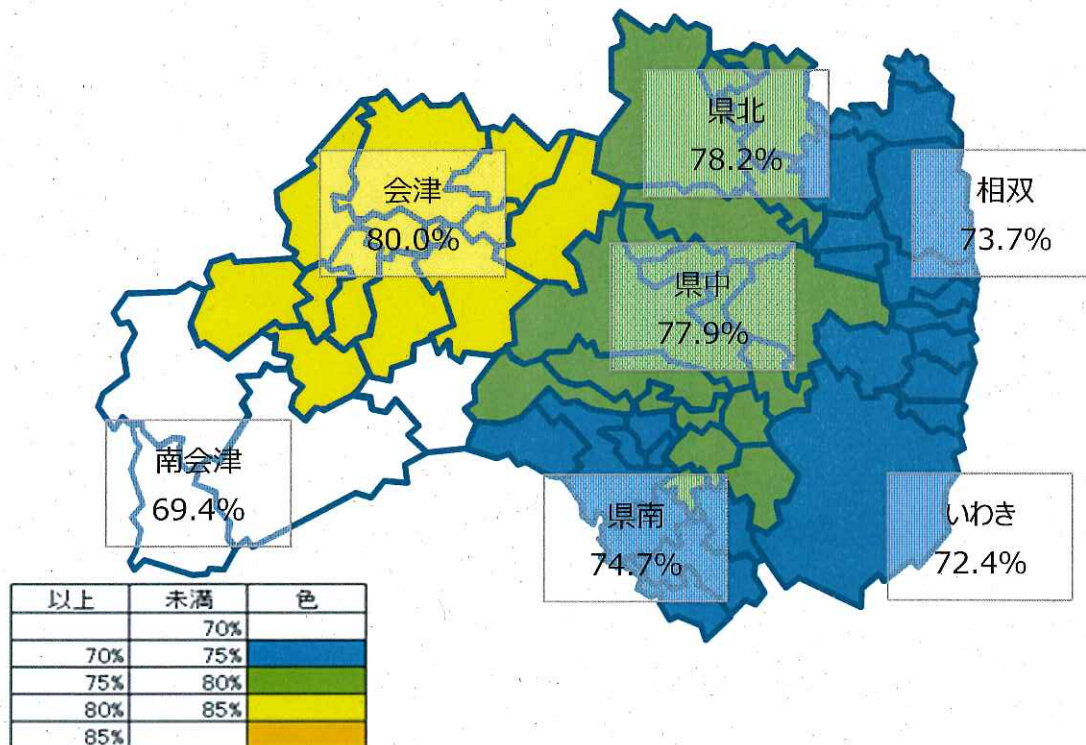 県北
78.2%
会津
80.0%
相双
73.7%
県中
77.9%
南会津
69.4%
県南
74.7%
いわき
72.4%
以上 未満 色
70%
70% 75%
75% 80%
80% 85%
85%